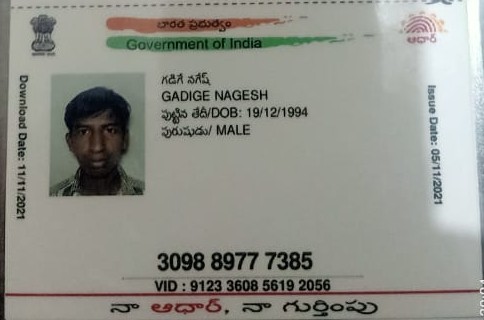 భారత ప్రభుత్వం
Government of India
ఆధార్
Download Date: 11/11/2021
గడిగే నగేష్
GADIGE NAGESH
పుట్టిన తేదీ/DOB: 19/12/1994
పురుషుడు/ MALE
Issue Date: 05/11/2021
3098 8977 7385
VID : 9123 3608 5619 2056
నా ఆధార్, నా గుర్తింపు